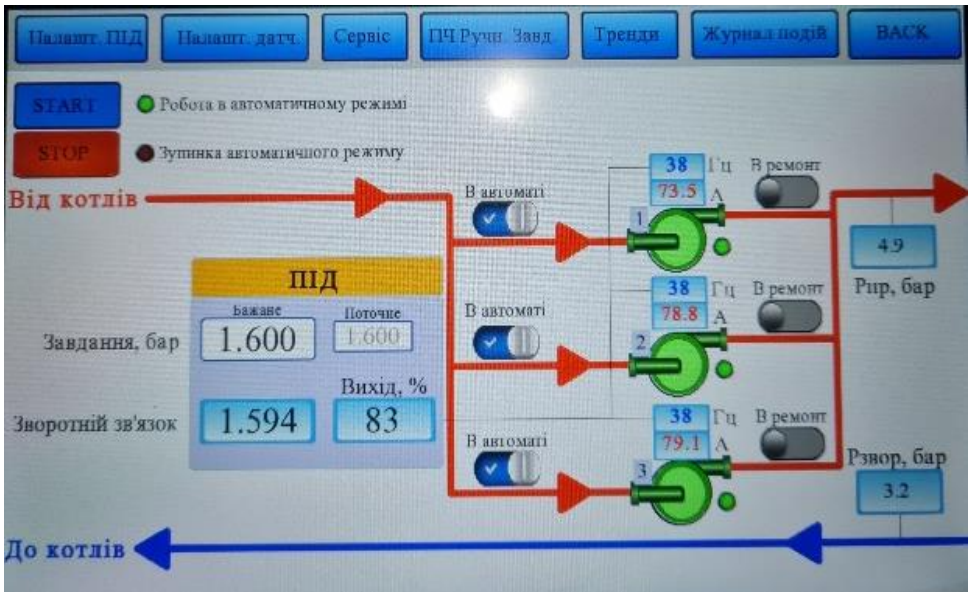 Налашт. ПІД
Налашт. датч.
Сервіс
ПЧ Ручн. Завд.
Тренди
Журнал подій
BACK
START
Робота в автоматичному режимі
STOP
Зупинка автоматичного режиму
Від котлів
В автоматі
38 Гц
73.5 А
В ремонт
1
4.9
Рпр, бар
ПІД
Бажане
Поточне
Завдання, бар
1.600
1.600
Вихід, %
Зворотній зв'язок
1.594
83
В автоматі
38 Гц
78.8 А
В ремонт
2
В автоматі
38 Гц
79.1 А
В ремонт
3
Рзвор, бар
3.2
До котлів